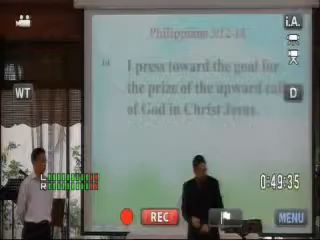 Philippians 3:12-14
i.A.
14
I press toward the goal for
the prize of the upward call
of God in Christ Jesus.
WT
D
L
R
0:49:35
REC
MENU